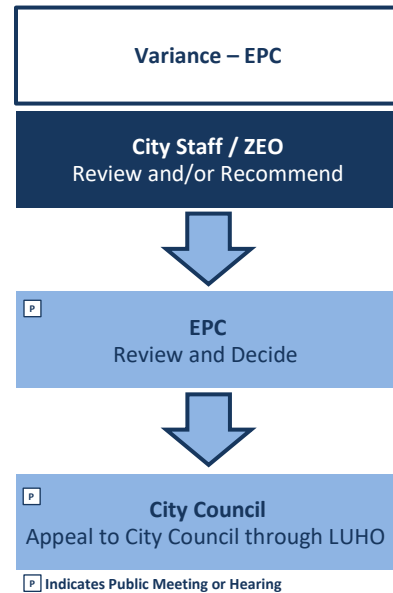 Variance – EPC
City Staff / ZEO
Review and/or Recommend
P
EPC
Review and Decide
P
City Council
Appeal to City Council through LUHO
P Indicates Public Meeting or Hearing